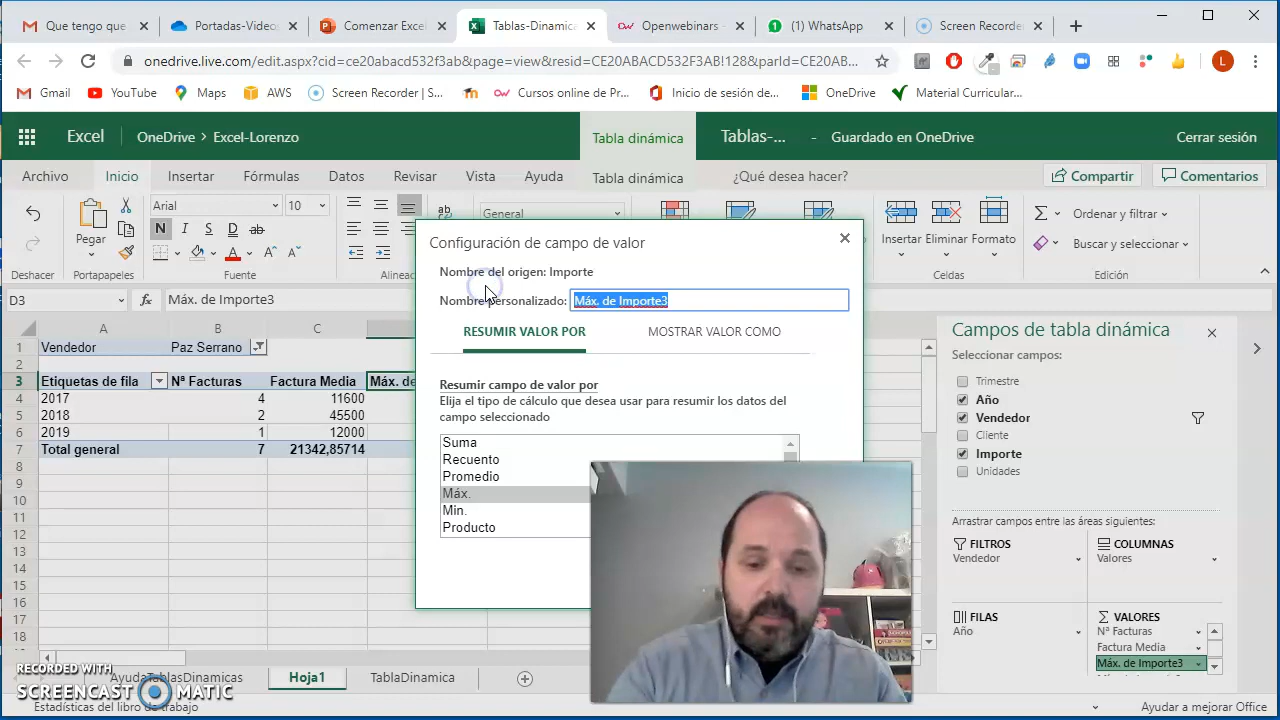 Que tengo que
Portadas-Video
Comenzar Excel
Tablas-Dinamica
Openwebinars -
(1) WhatsApp
Screen Recorder
onedrive.live.com/edit.aspx?cid=ce20abacd532f3ab&page=view&resid=CE20ABACD532F3AB!128&parId=CE20AB...
Gmail
YouTube
Maps
AWS
Screen Recorder | S...
Cursos online de Pr...
Inicio de sesión de...
OneDrive
Material Curricular...
Excel
OneDrive > Excel-Lorenzo
Tabla dinámica
Tablas-... - Guardado en OneDrive
Cerrar sesión
Archivo
Inicio
Insertar
Fórmulas
Datos
Revisar
Vista
Ayuda
Tabla dinámica
¿Qué desea hacer?
Compartir
Comentarios
Pegar
Arial
10
N
General
Insertar
Eliminar
Formato
Ordenar y filtrar
Buscar y seleccionar
Deshacer
Portapapeles
Fuente
Alineac
Celdas
Edición
D3
fx
Máx. de Importe3
Configuración de campo de valor
Nombre del origen: Importe
Nombre personalizado: Máx. de Importe3
RESUMIR VALOR POR
MOSTRAR VALOR COMO
Resumir campo de valor por
Elija el tipo de cálculo que desea usar para resumir los datos del
campo seleccionado
Suma
Recuento
Promedio
Máx.
Mín.
Producto
A
B
C
1 Vendedor Paz Serrano
2
3 Etiquetas de fila Nª Facturas Factura Media Máx. de
4 2017 4 11600
5 2018 2 45500
6 2019 1 12000
7 Total general 7 21342,85714
8
9
10
11
12
13
14
15
16
17
18
Campos de tabla dinámica
Seleccionar campos:
Trimestre
Año
Vendedor
Cliente
Importe
Unidades
Arrastrar campos entre las áreas siguientes:
FILTROS
Vendedor
COLUMNAS
Valores
FILAS
Año
VALORES
Nª Facturas
Factura Media
Máx. de Importe3
AyudaTablasDinamicas
Hoja1
TablaDinamica
RECORDED WITH
SCREENCAST MATIC
Estadísticas del libro de trabajo
Ayudar a mejorar Office